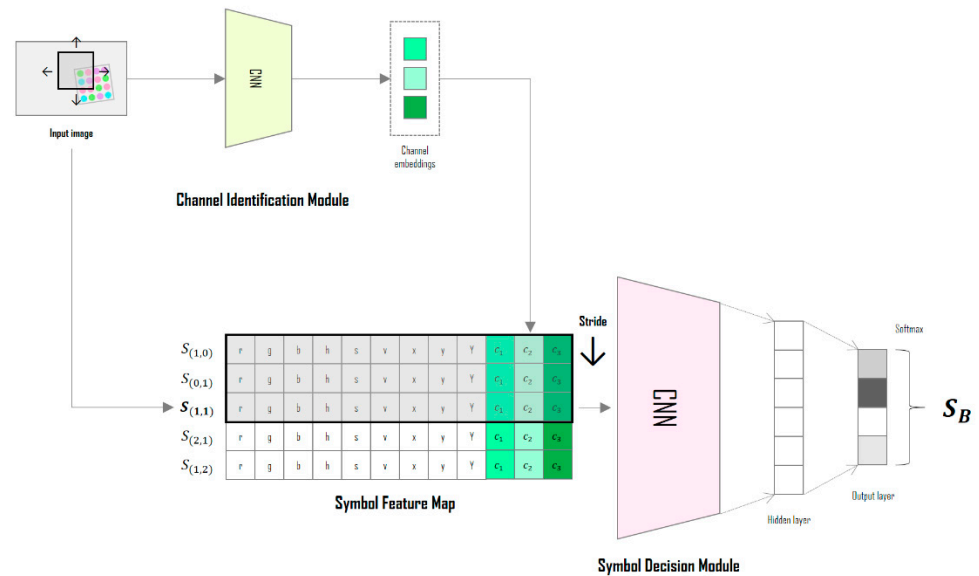 Input image
CNN
Channel
embeddings
Channel Identification Module
Stride
S(1,0) r g b h s v x y Y c1 c2 c3
S(0,1) r g b h s v x y Y c1 c2 c3
S(1,1) r g b h s v x y Y c1 c2 c3
S(2,1) r g b h s v x y Y c1 c2 c3
S(1,2) r g b h s v x y Y c1 c2 c3
Symbol Feature Map
CNN
Hidden layer
Softmax
Output layer
SB
Symbol Decision Module